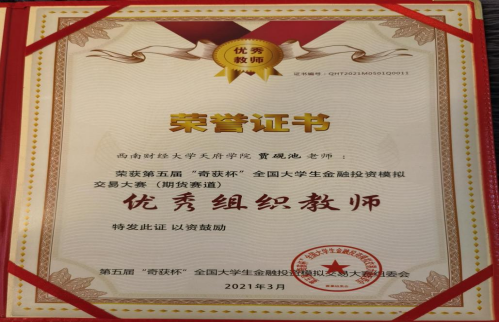 优秀
教师
证书编号：QHT2021M0501Q0011
荣誉证书
西南财经大学天府学院 贾砚池 老师 ：
荣获第五届“奇获杯”全国大学生金融投资模拟
交易大赛（期货赛道）
优秀组织教师
特发此证 以资鼓励
第五届“奇获杯”全国大学生金融投资模拟交易大赛组委会
2021年3月